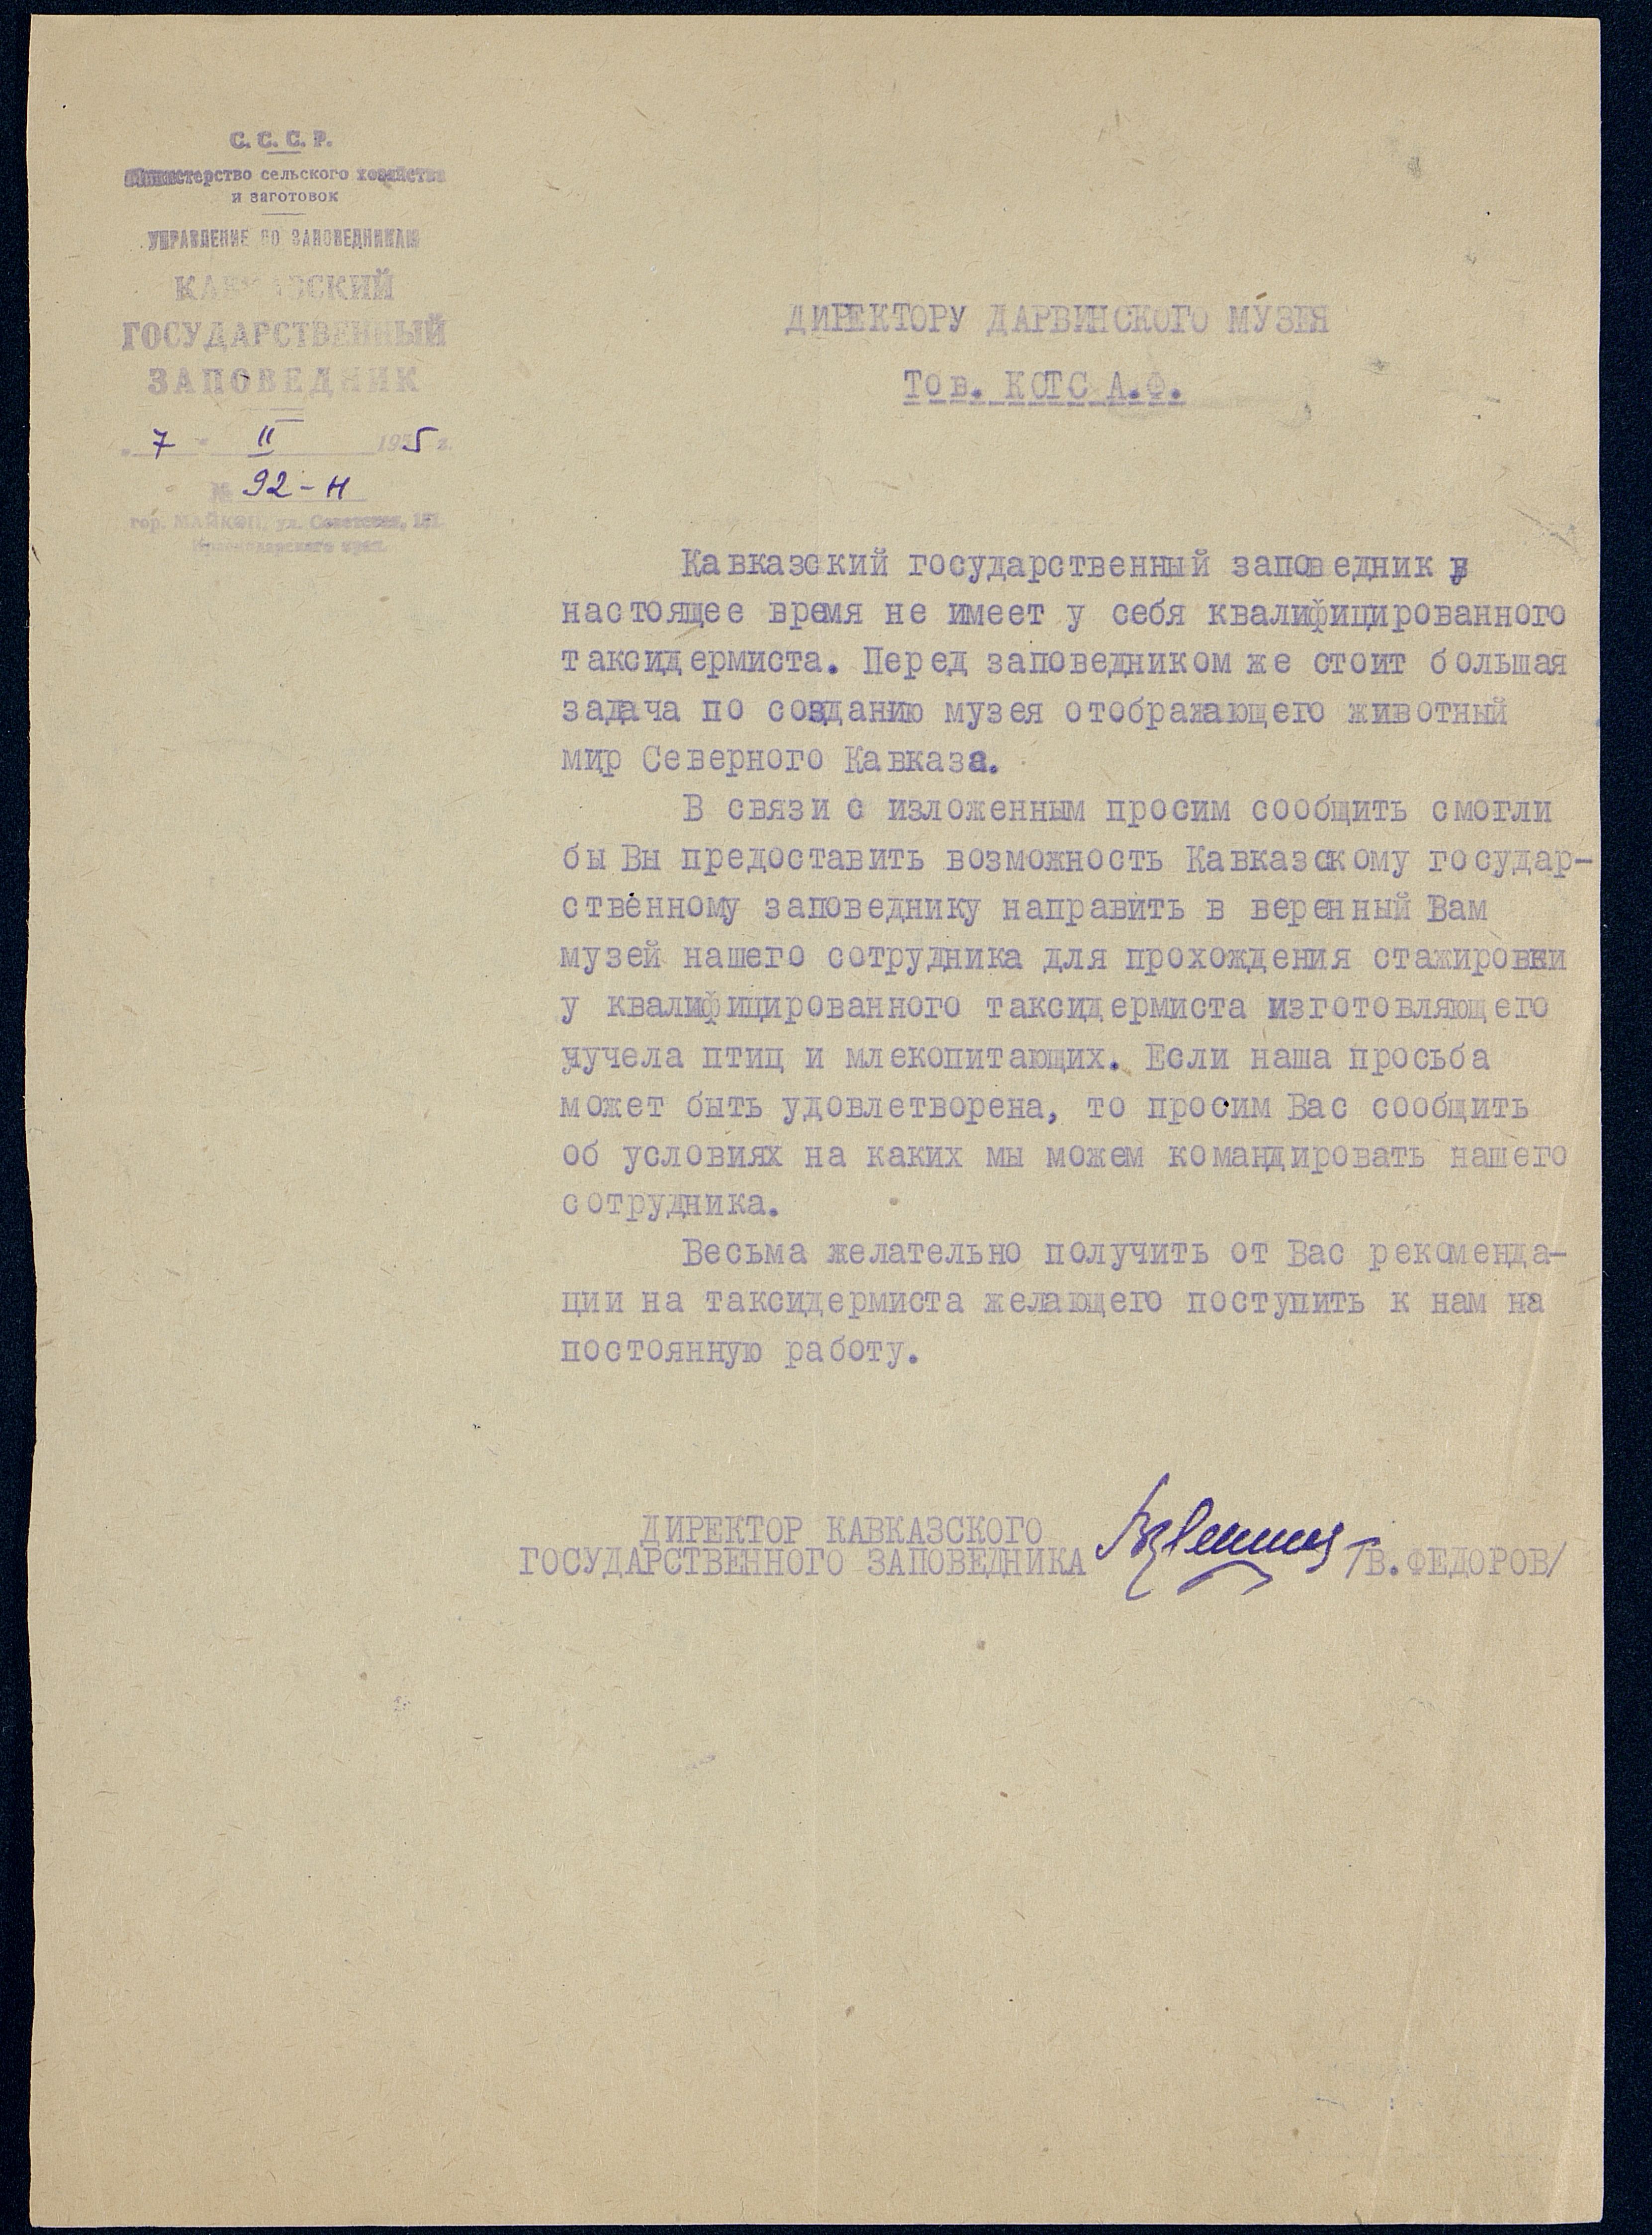 С. С. С. Р.
Министерство сельского хозяйства
и заготовок
УПРАВЛЕНИЕ ПО ЗАПОВЕДНИКАМ
КАВКАЗСКИЙ
ГОСУДАРСТВЕННЫЙ
ЗАПОВЕДНИК
„ 7 " II 1955 г.
№ 92-н
гор. МАЙКОП, ул. Советская,
Краснодарского края.
ДИРЕКТОРУ ДАРВИНСКОГО МУЗЕЯ
Тов. КОТС А.Ф.
Кавказский государственный заповедник в
настоящее время не имеет у себя квалифицированного
таксидермиста. Перед заповедником же стоит большая
задача по созданию музея отображающего животный
мир Северного Кавказа.
В связи с изложенным просим сообщить смогли
бы Вы предоставить возможность Кавказскому государ-
ственному заповеднику направить в веренный Вам
музей нашего сотрудника для прохождения стажировки
у квалифицированного таксидермиста изготовляющего
чучела птиц и млекопитающих. Если наша просьба
может быть удовлетворена, то просим Вас сообщить
об условиях на каких мы можем командировать нашего
сотрудника.
Весьма желательно получить от Вас рекоменда-
ции на таксидермиста желающего поступить к нам на
постоянную работу.
ДИРЕКТОР КАВКАЗСКОГО
ГОСУДАРСТВЕННОГО ЗАПОВЕДНИКА /В.ФЕДОРОВ/